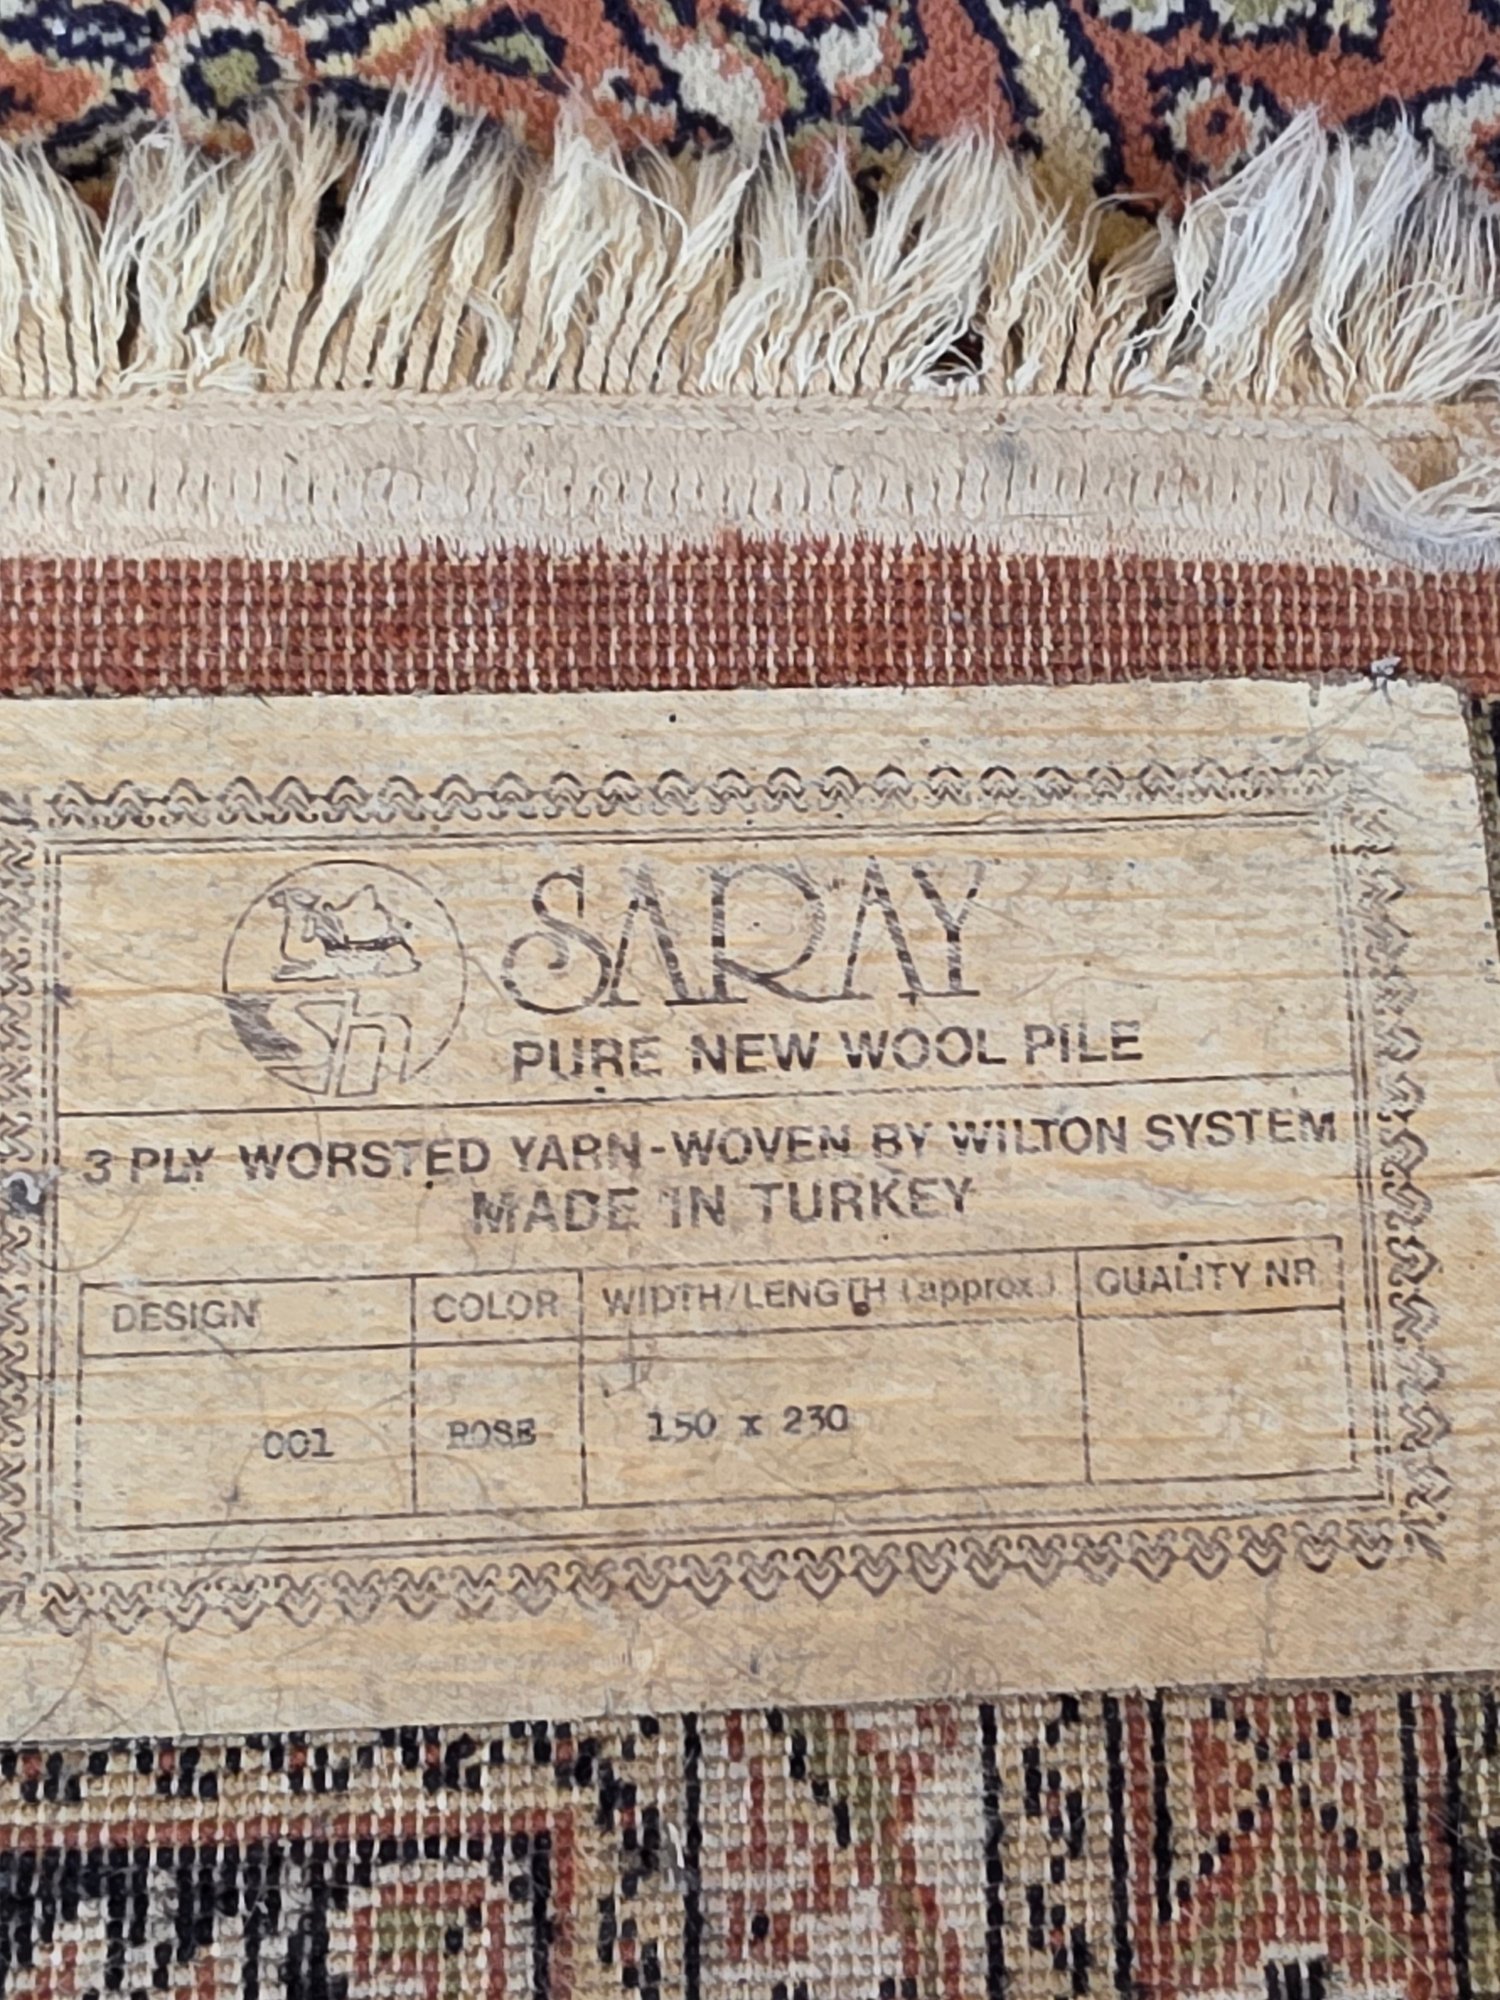 SARAY
Sh
PURE NEW WOOL PILE
3 PLY WORSTED YARN-WOVEN BY WILTON SYSTEM
MADE IN TURKEY
DESIGN COLOR WIDTH/LENGTH (approx.) QUALITY NR
001 ROSE 150 x 230